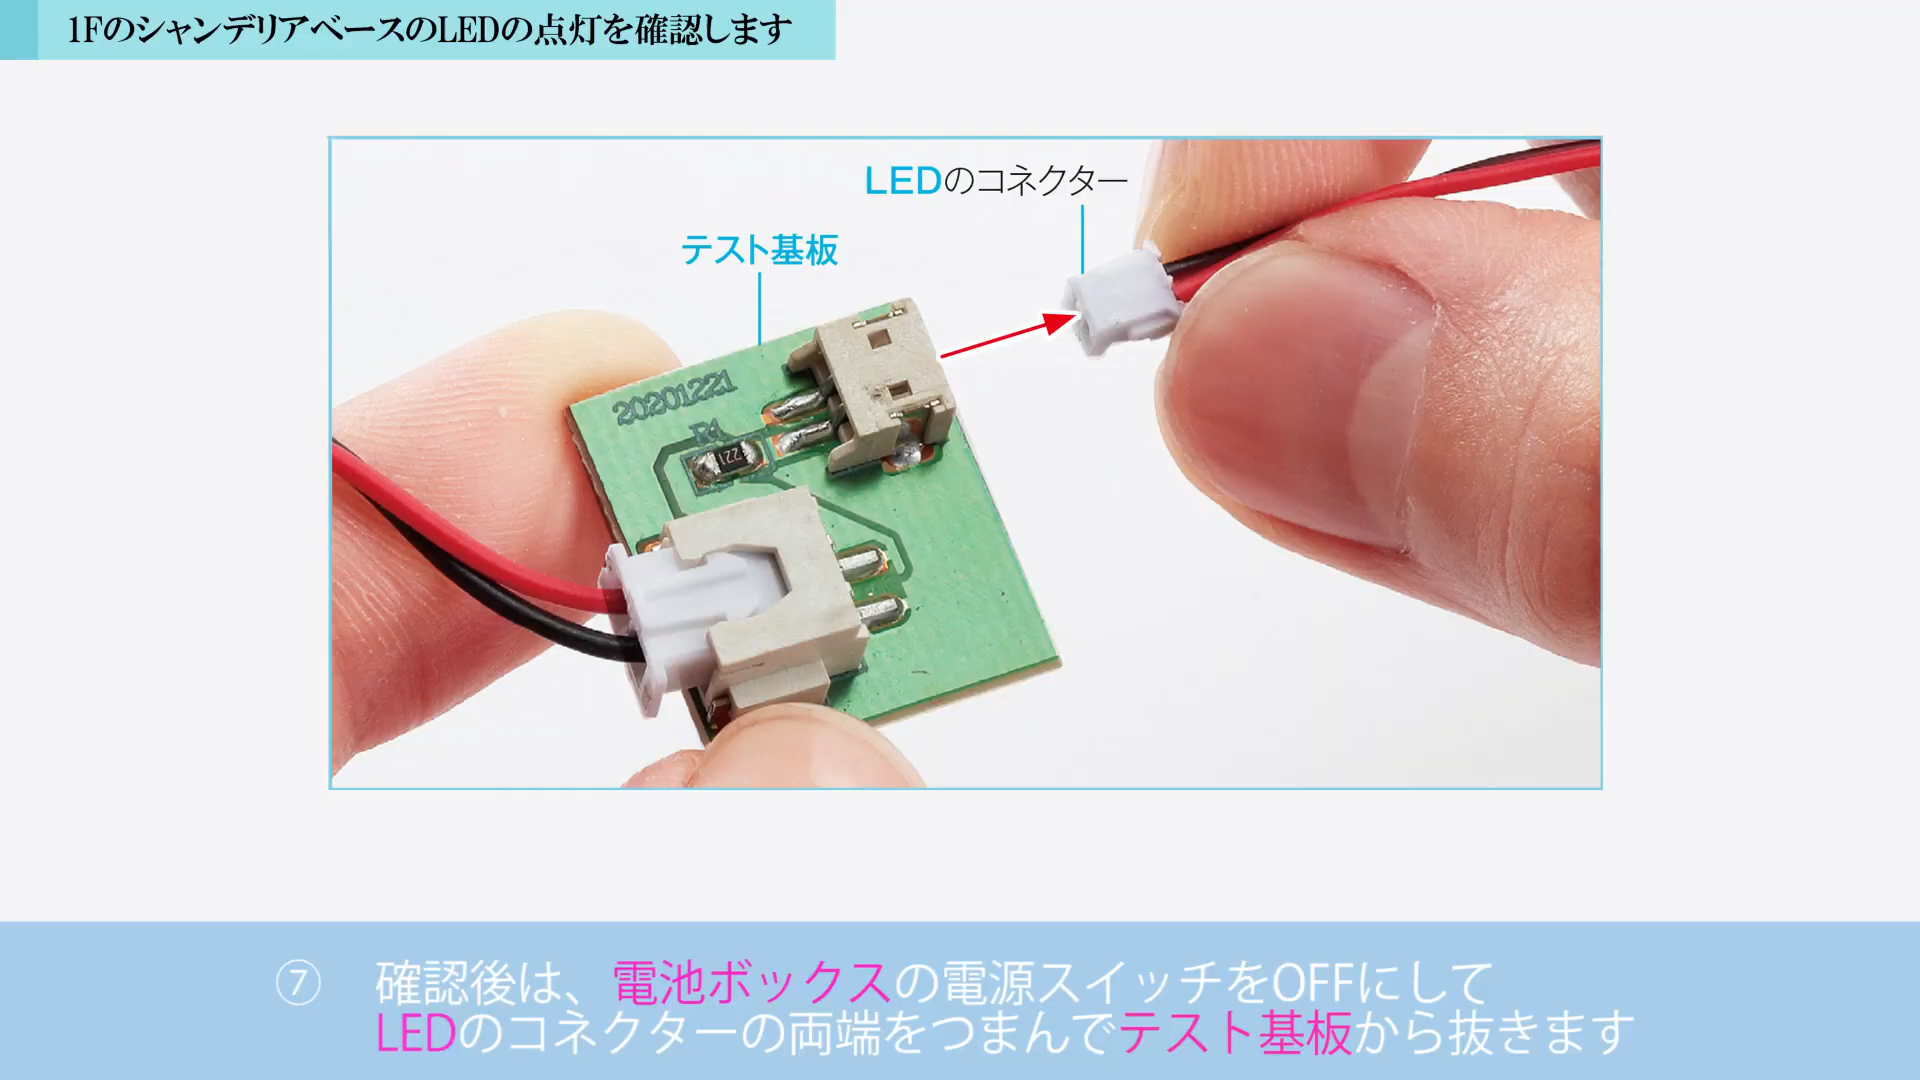 1FのシャンデリアベースのLEDの点灯を確認します
LEDのコネクター
テスト基板
20201221
R1
221
⑦ 確認後は、電池ボックスの電源スイッチをOFFにして
LEDのコネクターの両端をつまんでテスト基板から抜きます